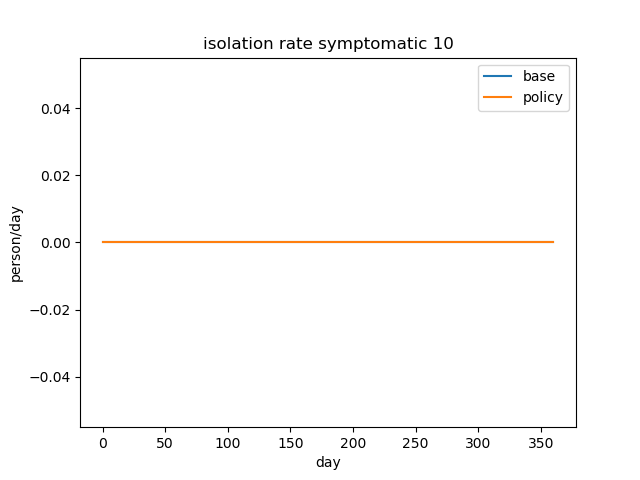 isolation rate symptomatic 10
base
policy
0.04
0.02
0.00
−0.02
−0.04
person/day
0 50 100 150 200 250 300 350
day